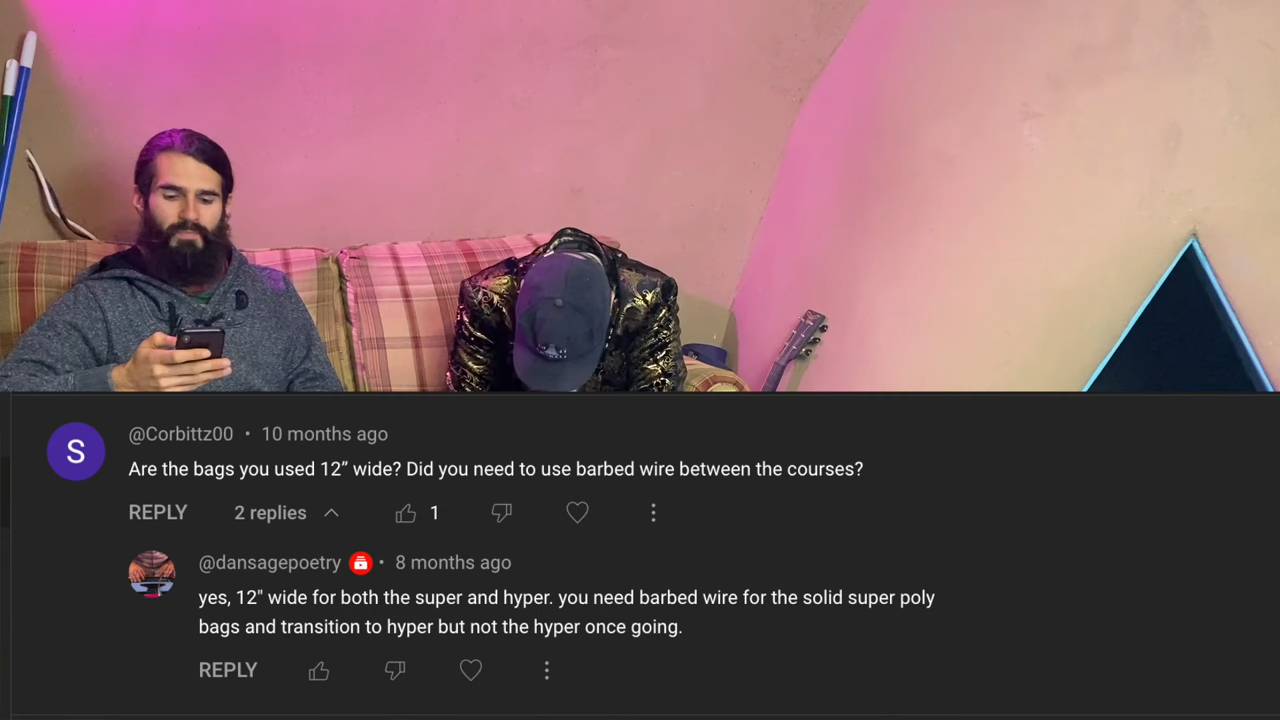 @Corbittz00 • 10 months ago
Are the bags you used 12” wide? Did you need to use barbed wire between the courses?
REPLY 2 replies 1
@dansagepoetry • 8 months ago
yes, 12" wide for both the super and hyper. you need barbed wire for the solid super poly
bags and transition to hyper but not the hyper once going.
REPLY
S